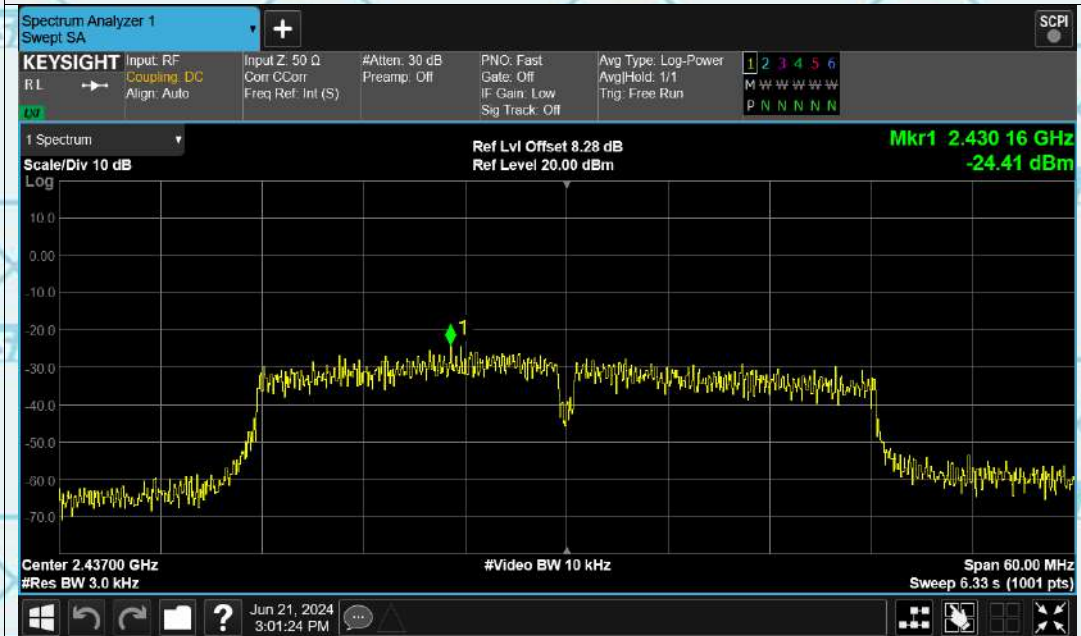 Spectrum Analyzer 1
Swept SA
+
SCPI
KEYSIGHT
R L
LXI
Input: RF
Coupling: DC
Align: Auto
Input Z: 50 Ω
Corr CCorr
Freq Ref: Int (S)
#Atten: 30 dB
Preamp: Off
PNO: Fast
Gate: Off
IF Gain: Low
Sig Track: Off
Avg Type: Log-Power
Avg|Hold: 1/1
Trig: Free Run
1 2 3 4 5 6
M W W W W W
P N N N N N
1 Spectrum
Scale/Div 10 dB
Log
Ref Lvl Offset 8.28 dB
Ref Level 20.00 dBm
Mkr1 2.430 16 GHz
-24.41 dBm
10.0
0.00
-10.0
-20.0
-30.0
-40.0
-50.0
-60.0
-70.0
1
Center 2.43700 GHz
#Res BW 3.0 kHz
#Video BW 10 kHz
Span 60.00 MHz
Sweep 6.33 s (1001 pts)
?
Jun 21, 2024
3:01:24 PM